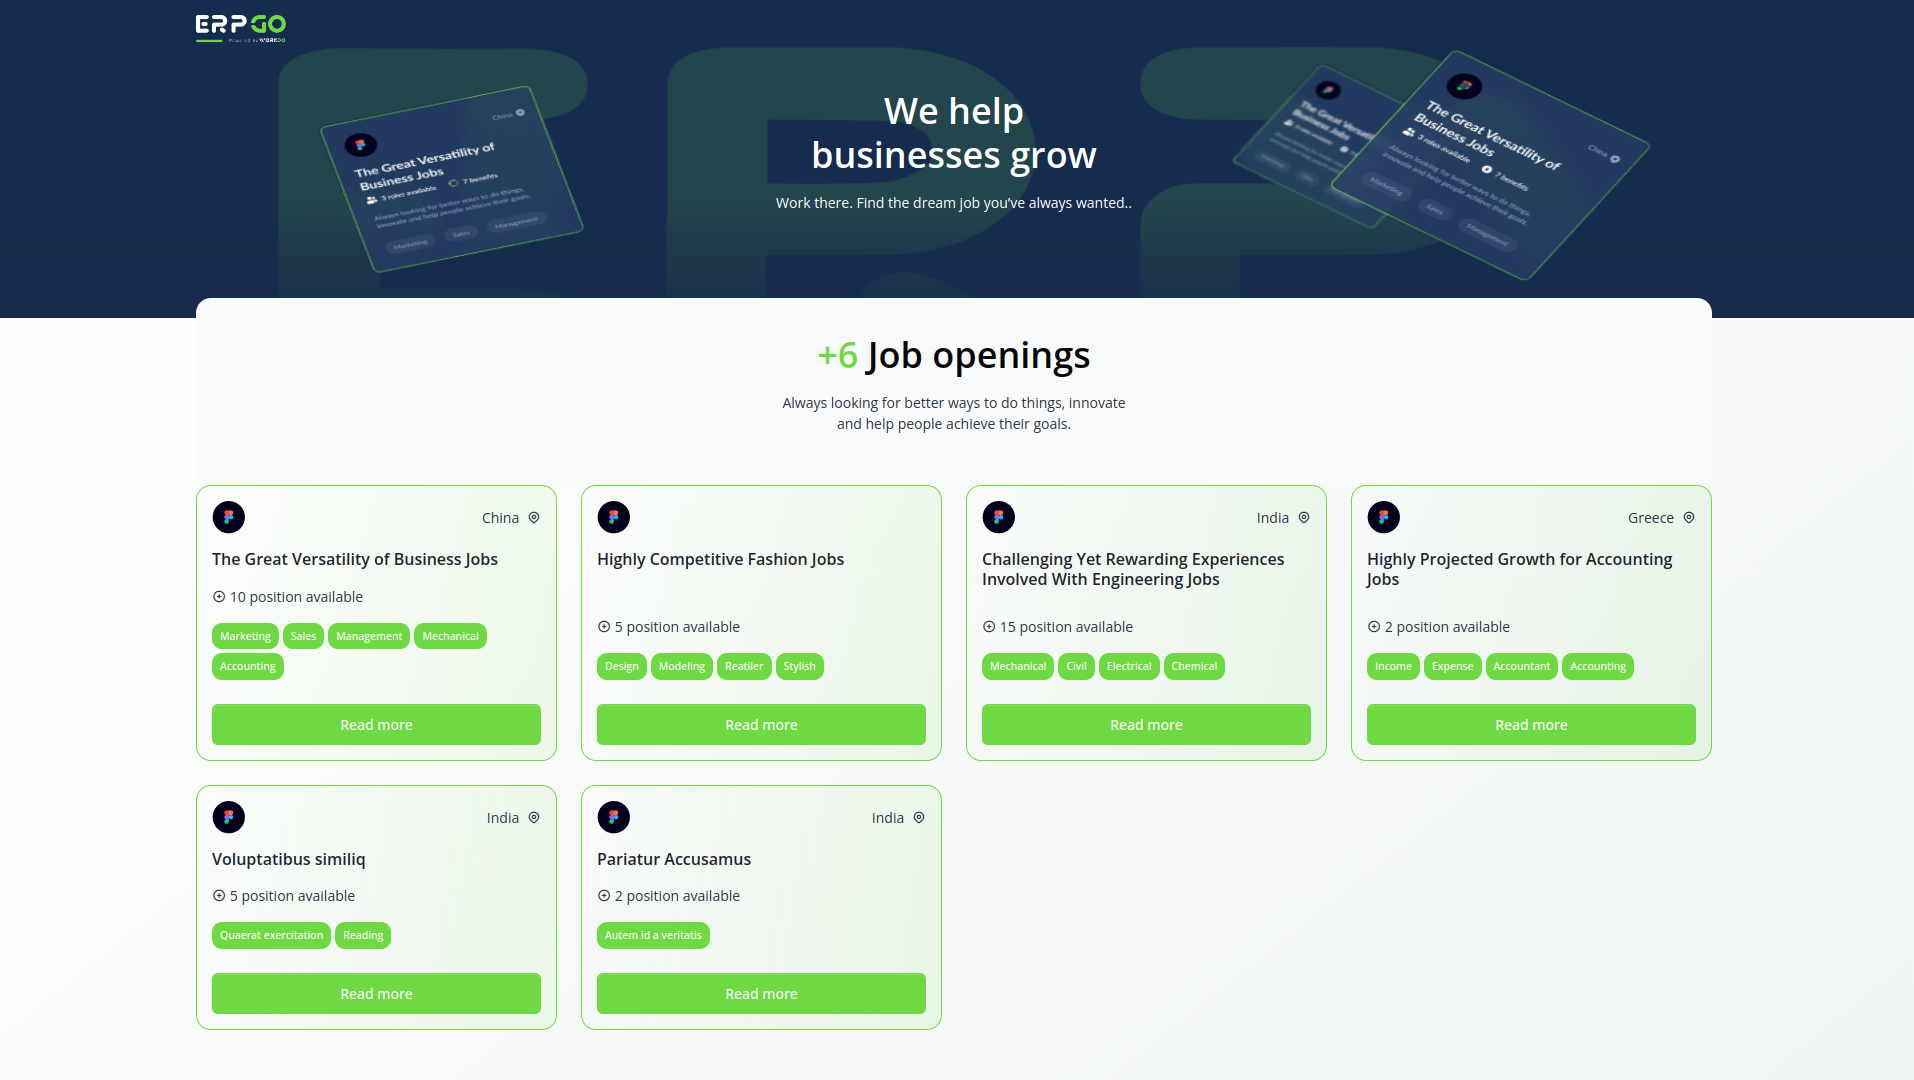 ERPGO
Powered by WORKDO
We help
businesses grow
Work there. Find the dream job you’ve always wanted..
China
The Great Versatility of
Business Jobs
3 roles available
7 benefits
Always looking for better ways to do things,
innovate and help people achieve their goals.
Marketing
Sales
Management
The Great Versatility of
Business Jobs
China
3 roles available
7 benefits
Always looking for better ways to do things,
innovate and help people achieve their goals.
Marketing
Sales
Management
+6 Job openings
Always looking for better ways to do things, innovate
and help people achieve their goals.
China
The Great Versatility of Business Jobs
10 position available
Marketing Sales Management Mechanical
Accounting
Read more
Highly Competitive Fashion Jobs
5 position available
Design Modeling Reatiler Stylish
Read more
India
Challenging Yet Rewarding Experiences
Involved With Engineering Jobs
15 position available
Mechanical Civil Electrical Chemical
Read more
Greece
Highly Projected Growth for Accounting
Jobs
2 position available
Income Expense Accountant Accounting
Read more
India
Voluptatibus similiq
5 position available
Quaerat exercitation Reading
Read more
India
Pariatur Accusamus
2 position available
Autem id a veritatis
Read more